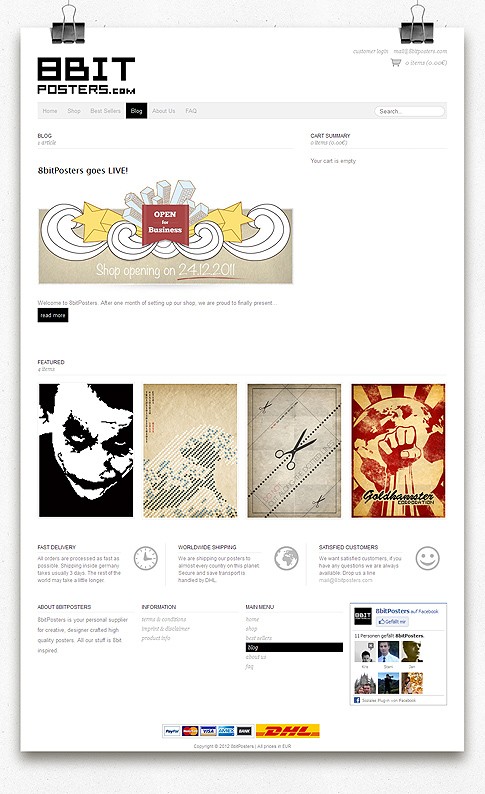 customer login mail@8bitposters.com
0 items (0.00€)
8BIT
POSTERS.com
Home Shop Best Sellers Blog About Us FAQ
Search...
BLOG
1 article
CART SUMMARY
0 items (0.00€)
Your cart is empty
8bitPosters goes LIVE!
OPEN
for
Business
Shop opening on 24.12.2011
Welcome to 8bitPosters. After one month of setting up our shop, we are proud to finally present...
read more
FEATURED
4 items
Goldhamster
CORPORATION
FAST DELIVERY
All orders are processed as fast as
possible. Shipping inside germany
takes usually 3 days. The rest of the
world may take a little longer.
WORLDWIDE SHIPPING
We are shipping our posters to
almost every country on this planet.
Secure and save transport is
handled by DHL.
SATISFIED CUSTOMERS
We want satisfied customers, if you
have any questions we are always
available. Drop us a line
mail@8bitposters.com
ABOUT 8BITPOSTERS
8bitPosters is your personal supplier
for creative, designer crafted high
quality posters. All our stuff is 8bit
inspired.
INFORMATION
terms & conditions
imprint & disclaimer
product info
MAIN MENU
home
shop
best sellers
blog
about us
faq
8BIT
8bitPosters auf Facebook
Gefällt mir
11 Personen gefällt 8bitPosters.
Soziales Plug-in von Facebook
PayPal MasterCard VISA AMEX BANK DHL
Copyright © 2012 8bitPosters | All prices in EUR